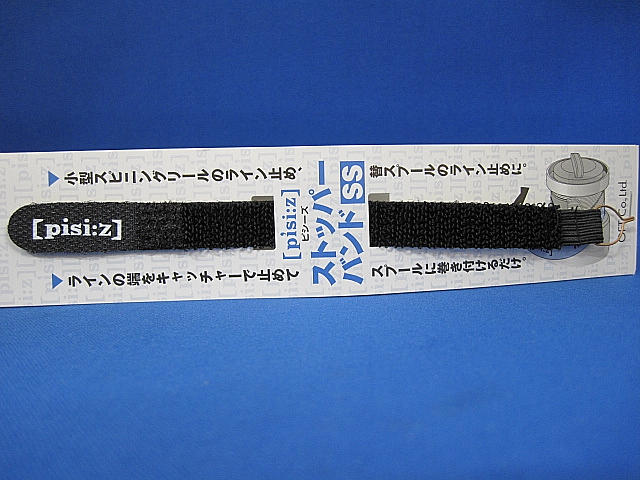 ▼小型スピニングリールのライン止め、替スプールのライン止めに。
[pisi:z]
[pisi:z]
ピシーズ
ストッパー
バンド SS
▼ラインの端をキャッチャーで止めてスプールに巻き付けるだけ。
Co.,Ltd.